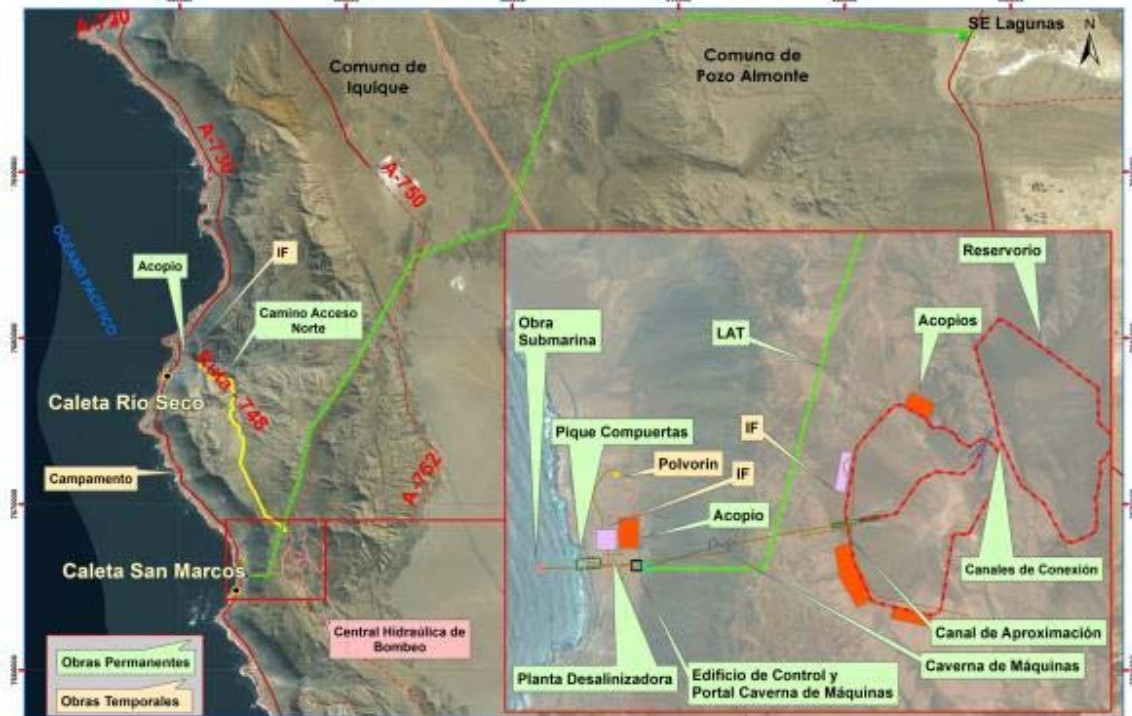 A-720
SE Lagunas
Comuna de
Iquique
Comuna de
Pozo Almonte
A-750
OCÉANO PACÍFICO
Acopio
IF
Camino Acceso
Norte
748
Caleta Río Seco
Campamento
A-762
Caleta San Marcos
Central Hidraúlica de
Bombeo
Obras Permanentes
Obras Temporales
Reservorio
Acopios
Obra
Submarina
LAT
IF
Pique Compuertas
Polvorín
IF
Acopio
Canales de Conexión
Canal de Aproximación
Caverna de Máquinas
Planta Desalinizadora
Edificio de Control y
Portal Caverna de Máquinas